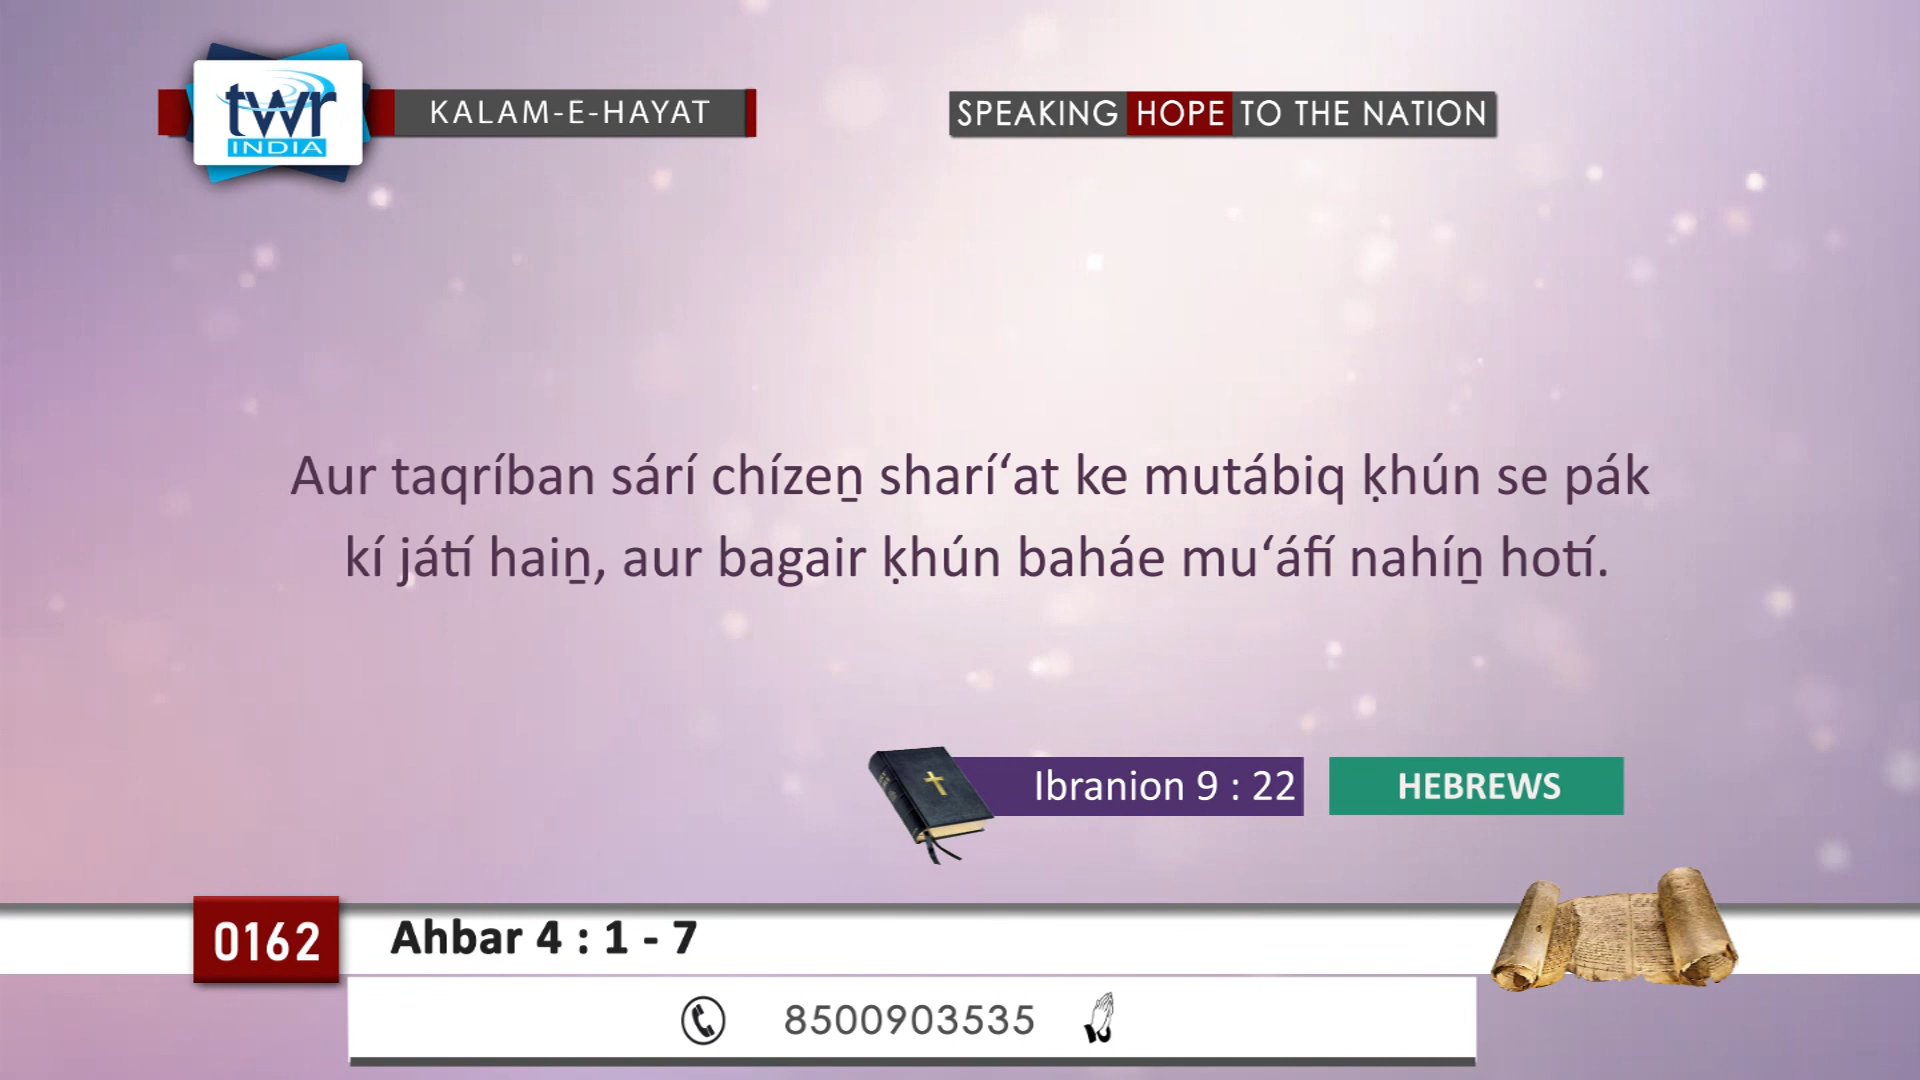 twr
INDIA
KALAM-E-HAYAT
SPEAKING HOPE TO THE NATION
Aur taqríban sárí chízeṉ sharí‘at ke mutábiq ḳhún se pák
kí játí haiṉ, aur bagair ḳhún baháe mu‘áfí nahíṉ hotí.
Ibranion 9 : 22
HEBREWS
0162
Ahbar 4 : 1 - 7
8500903535